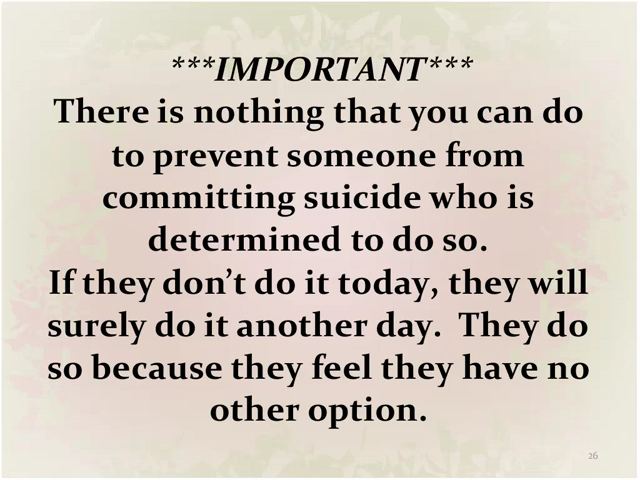 ***IMPORTANT***
There is nothing that you can do
to prevent someone from
committing suicide who is
determined to do so.
If they don’t do it today, they will
surely do it another day.  They do
so because they feel they have no
other option.
26